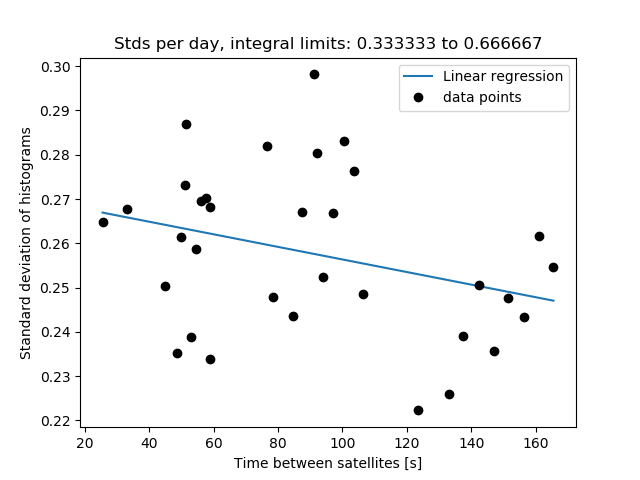 Stds per day, integral limits: 0.333333 to 0.666667
Linear regression
data points
Standard deviation of histograms
0.30
0.29
0.28
0.27
0.26
0.25
0.24
0.23
0.22
20 40 60 80 100 120 140 160
Time between satellites [s]